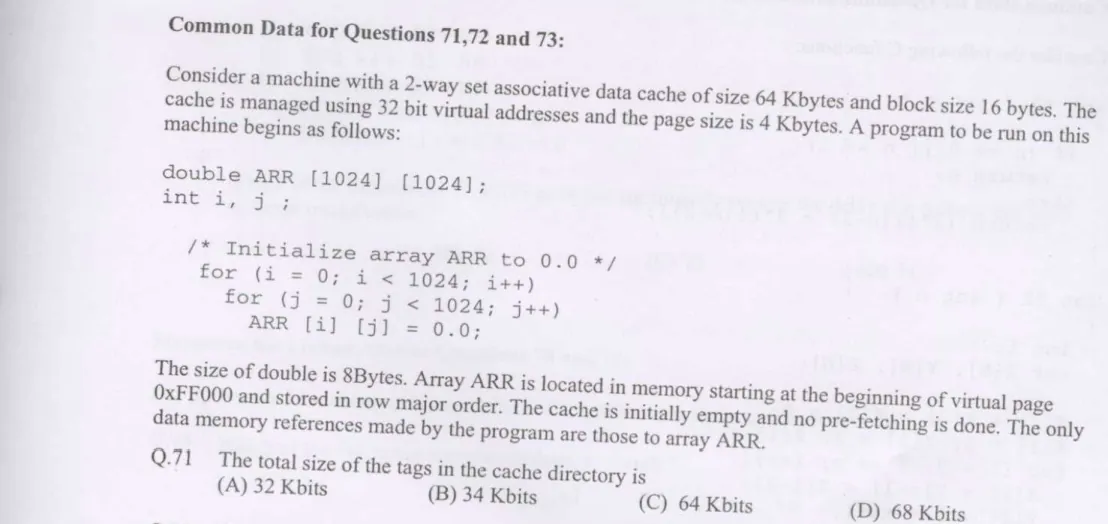 Common Data for Questions 71,72 and 73:
Consider a machine with a 2-way set associative data cache of size 64 Kbytes and block size 16 bytes. The
cache is managed using 32 bit virtual addresses and the page size is 4 Kbytes. A program to be run on this
machine begins as follows:
double ARR [1024] [1024];
int i, j ;
/* Initialize array ARR to 0.0 */
for (i = 0; i < 1024; i++)
for (j = 0; j < 1024; j++)
ARR [i] [j] = 0.0;
The size of double is 8Bytes. Array ARR is located in memory starting at the beginning of virtual page
0xFF000 and stored in row major order. The cache is initially empty and no pre-fetching is done. The only
data memory references made by the program are those to array ARR.
Q.71 The total size of the tags in the cache directory is
(A) 32 Kbits (B) 34 Kbits (C) 64 Kbits (D) 68 Kbits